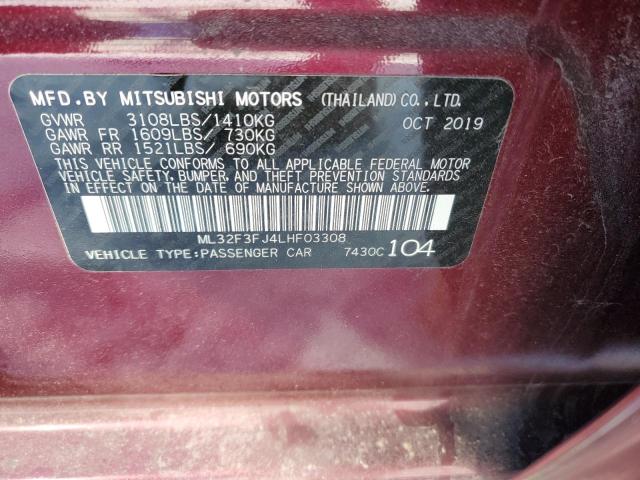 MFD.BY MITSUBISHI MOTORS (THAILAND)CO.,LTD.
GVWR 3108LBS/1410KG OCT 2019
GAWR FR 1609LBS/ 730KG
GAWR RR 1521LBS/ 690KG
THIS VEHICLE CONFORMS TO ALL APPLICABLE FEDERAL MOTOR
VEHICLE SAFETY, BUMPER, AND THEFT PREVENTION STANDARDS
IN EFFECT ON THE DATE OF MANUFACTURE SHOWN ABOVE.
ML32F3FJ4LHF03308
VEHICLE TYPE:PASSENGER CAR 7430C 104